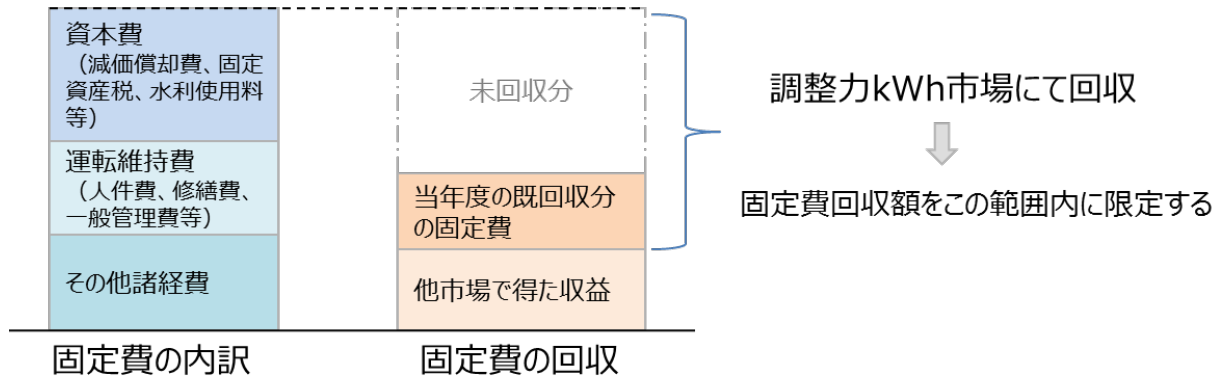 資本費
（減価償却費、固定
資産税、水利使用料
等）
運転維持費
（人件費、修繕費、
一般管理費等）
その他諸経費
固定費の内訳
未回収分
当年度の既回収分
の固定費
他市場で得た収益
固定費の回収
調整力kWh市場にて回収
固定費回収額をこの範囲内に限定する